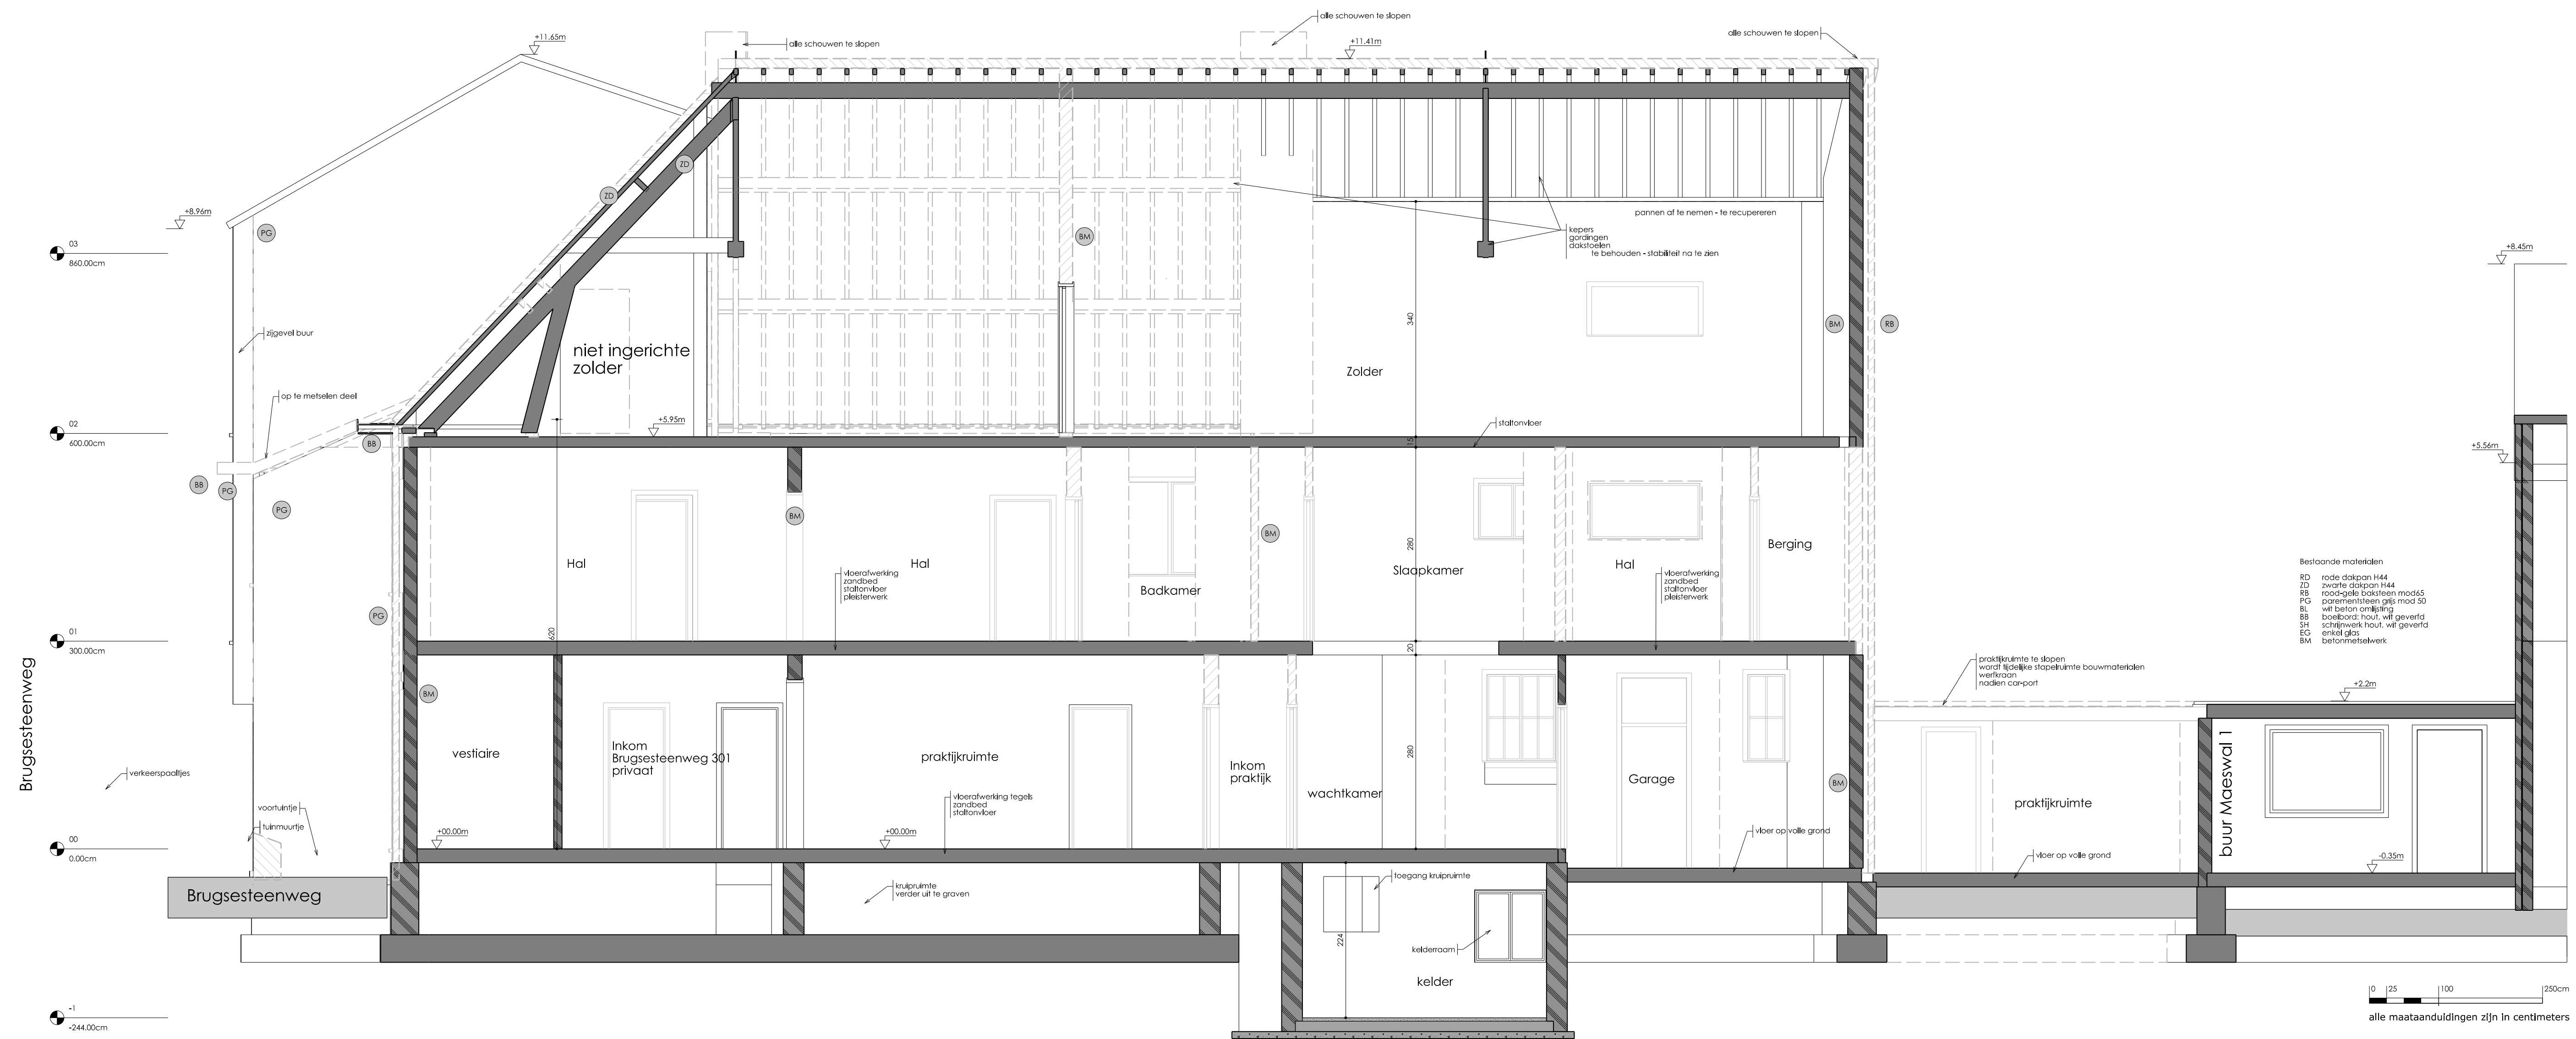 alle schouwen te slopen
+11.65m
alle schouwen te slopen
+11.41m
alle schouwen te slopen
ZD
ZD
+8.96m
PG
BM
pannen af te nemen - te recupereren
kepers
gordingen
dakstoelen
te behouden - stabiliteit na te zien
03
860.00cm
+8.45m
zijgevel buur
niet ingerichte
zolder
340
BM
RB
Zolder
op te metselen deel
+5.95m
staltonvloer
15
02
600.00cm
BB
+5.56m
BB
PG
PG
BM
BM
Hal
Hal
Badkamer
280
Slaapkamer
Hal
Berging
vloerafwerking
zandbed
staltonvloer
pleisterwerk
vloerafwerking
zandbed
staltonvloer
pleisterwerk
Bestaande materialen
RD rode dakpan H44
ZD zwarte dakpan H44
RB rood-gele baksteen mod65
PG parementsteen grijs mod 50
BL wit beton omlijsting
BB boeibord: hout, wit geverfd
SH schrijnwerk hout, wit geverfd
EG enkel glas
BM betonmetselwerk
PG
620
20
01
300.00cm
Brugsesteenweg
BM
praktijkruimte te slopen
wordt tijdelijke stapelruimte bouwmaterialen
werfkraan
nadien car-port
+2.2m
vestiaire
Inkom
Brugsesteenweg 301
privaat
praktijkruimte
Inkom
praktijk
wachtkamer
280
Garage
BM
praktijkruimte
buur Maeswal 1
verkeerspaaltjes
voortuintje
tuinmuurtje
vloerafwerking tegels
zandbed
staltonvloer
+00.00m
+00.00m
vloer op volle grond
vloer op volle grond
-0.35m
00
0.00cm
Brugsesteenweg
kruipruimte
verder uit te graven
toegang kruipruimte
224
kelderraam
kelder
-1
-244.00cm
0 25 100 250cm
alle maataanduidingen zijn in centimeters